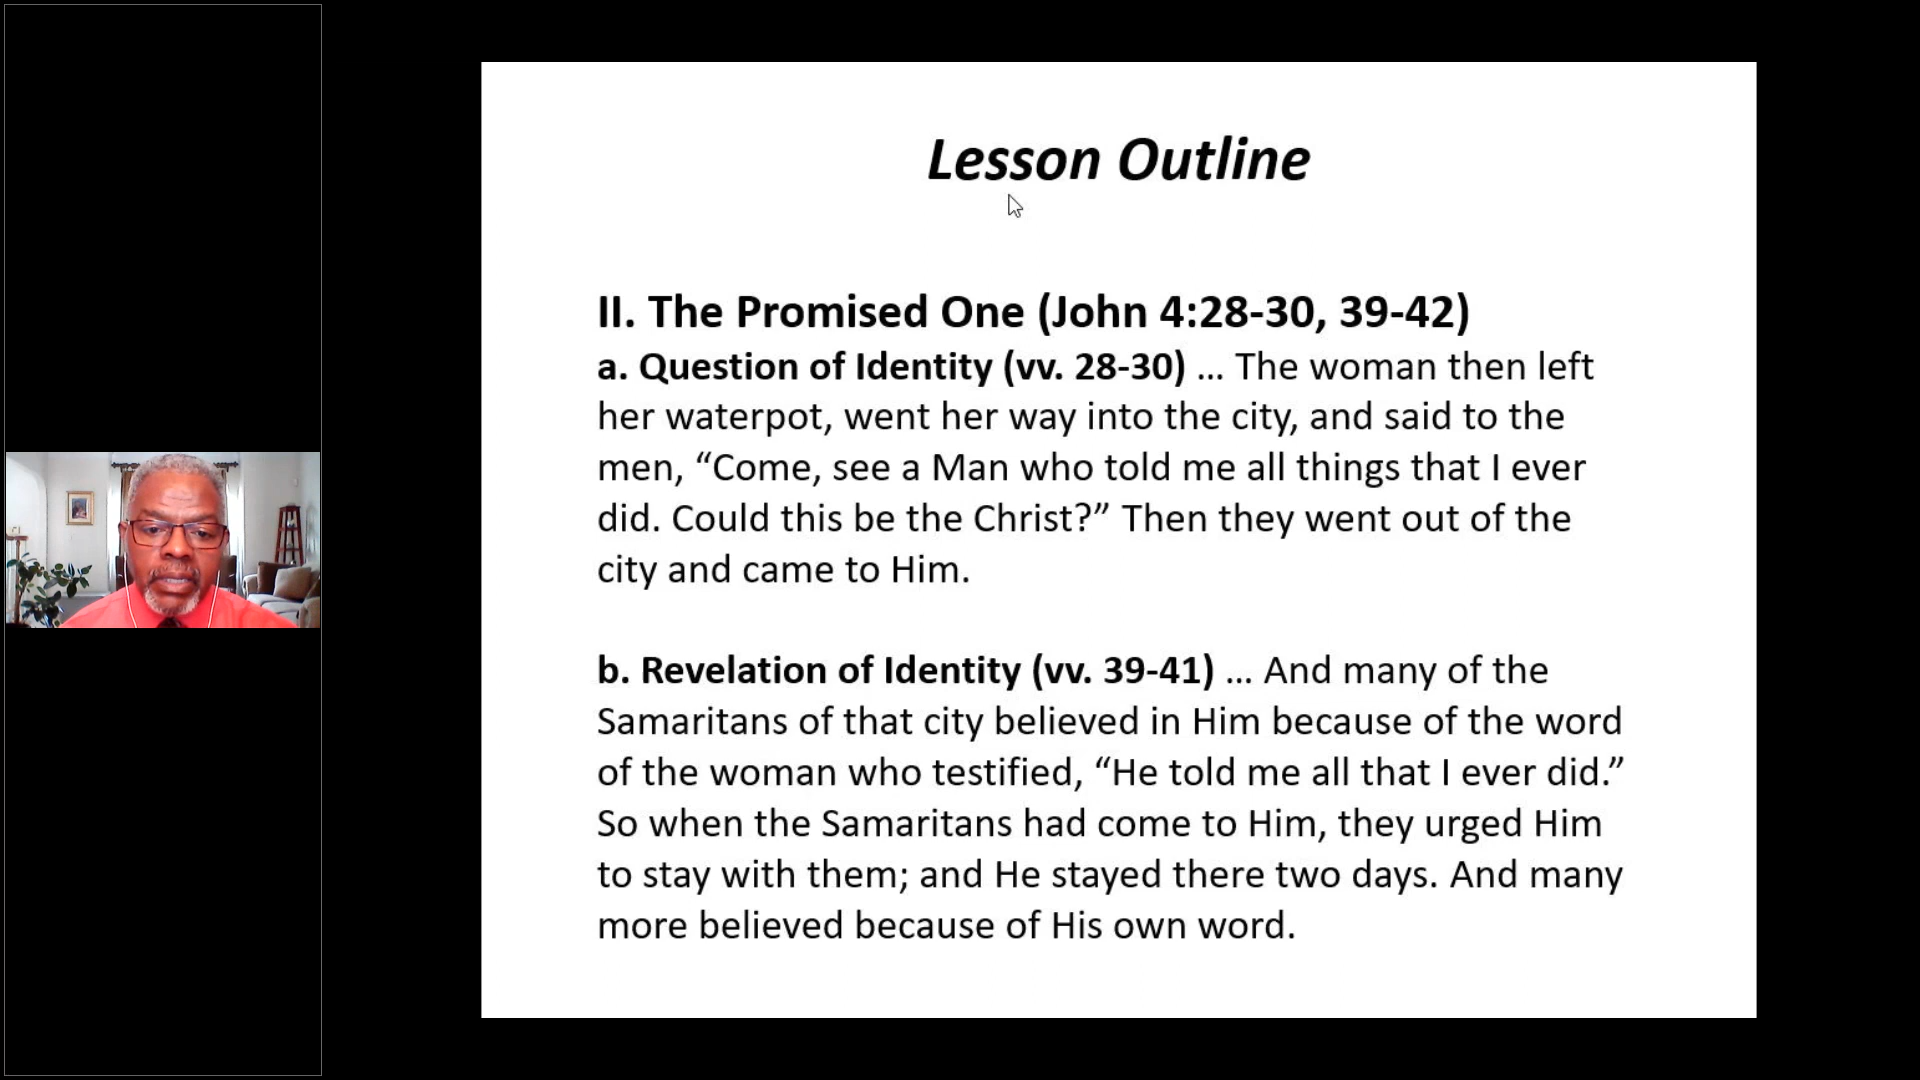 Lesson Outline
II. The Promised One (John 4:28-30, 39-42)
a. Question of Identity (vv. 28-30) … The woman then left
her waterpot, went her way into the city, and said to the
men, “Come, see a Man who told me all things that I ever
did. Could this be the Christ?” Then they went out of the
city and came to Him.
b. Revelation of Identity (vv. 39-41) … And many of the
Samaritans of that city believed in Him because of the word
of the woman who testified, “He told me all that I ever did.”
So when the Samaritans had come to Him, they urged Him
to stay with them; and He stayed there two days. And many
more believed because of His own word.